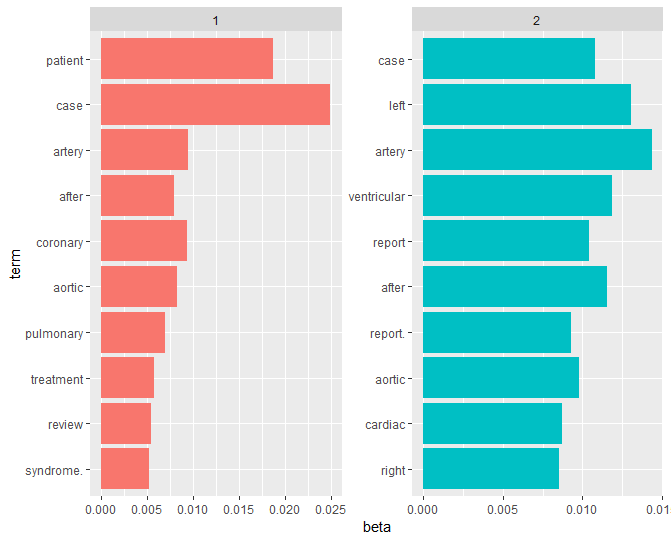 1
2
patient
case
artery
after
coronary
aortic
pulmonary
treatment
review
syndrome.
case
left
artery
ventricular
report
after
report.
aortic
cardiac
right
0.000 0.005 0.010 0.015 0.020 0.025
0.000 0.005 0.010 0.01
term
beta